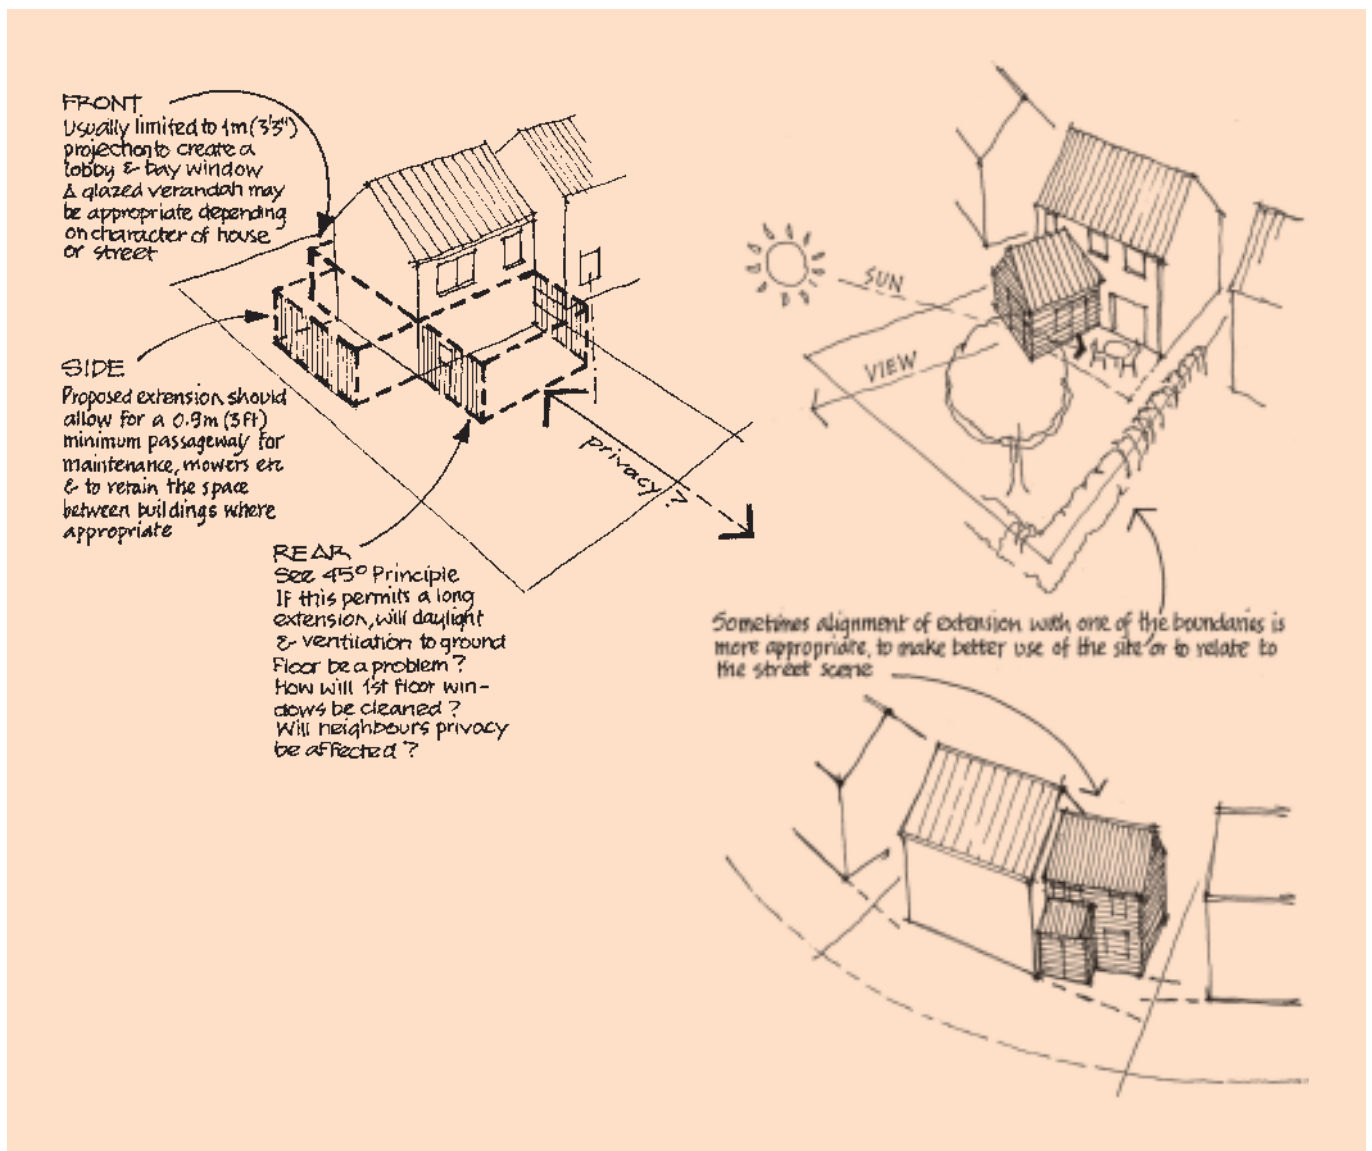 FRONT
Usually limited to 1m (3'3")
projection to create a
lobby & bay window
A glazed verandah may
be appropriate depending
on character of house
or street
SIDE
Proposed extension should
allow for a 0.9m (3ft)
minimum passageway for
maintenance, mowers etc
& to retain the space
between buildings where
appropriate
privacy?
REAR
See 45° Principle
If this permits a long
extension, will daylight
& ventilation to ground
floor be a problem?
How will 1st floor win-
dows be cleaned?
Will neighbours privacy
be affected?
SUN
VIEW
Sometimes alignment of extension with one of the boundaries is
more appropriate, to make better use of the site or to relate to
the street scene